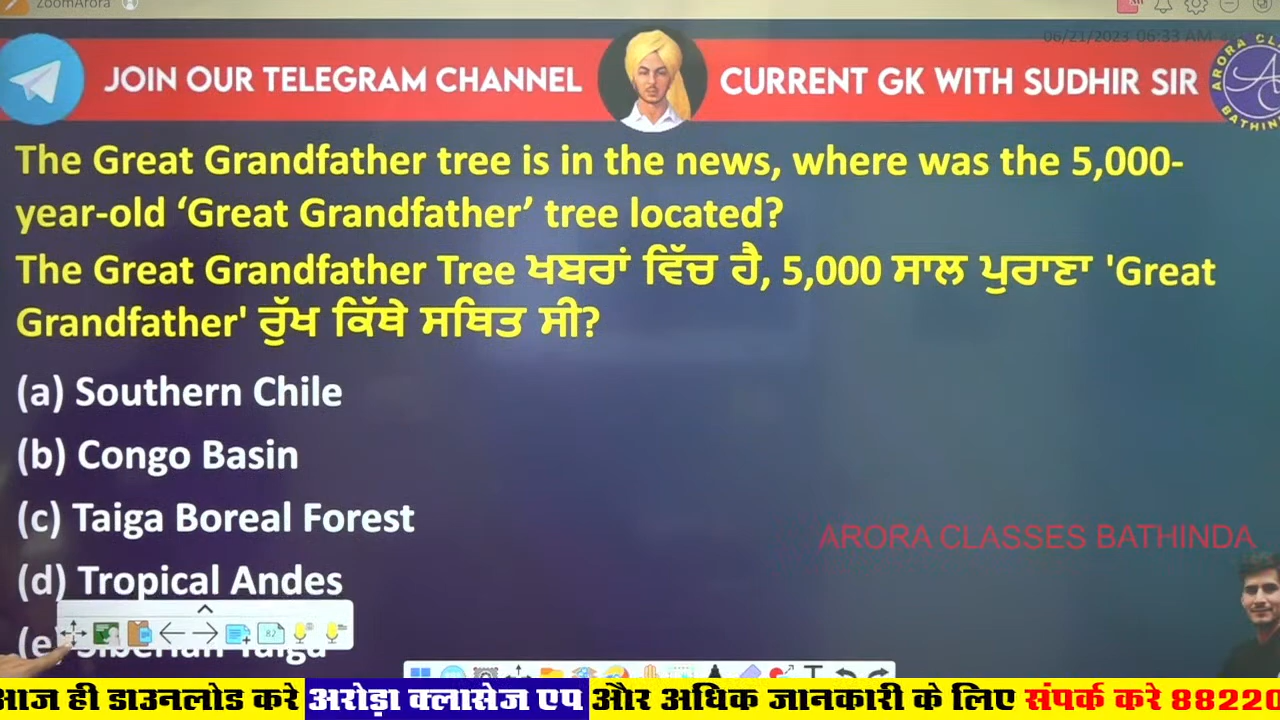 ZoomArora
06/21/2023 06:33 AM
JOIN OUR TELEGRAM CHANNEL
CURRENT GK WITH SUDHIR SIR
ARORA
BATHIN
The Great Grandfather tree is in the news, where was the 5,000-
year-old ‘Great Grandfather’ tree located?
The Great Grandfather Tree ਖਬਰਾਂ ਵਿੱਚ ਹੈ, 5,000 ਸਾਲ ਪੁਰਾਣਾ 'Great
Grandfather' ਰੁੱਖ ਕਿੱਥੇ ਸਥਿਤ ਸੀ?
(a) Southern Chile
(b) Congo Basin
(c) Taiga Boreal Forest
(d) Tropical Andes
(e) Siberian Taiga
ARORA CLASSES BATHINDA
आज ही डाउनलोड करे अरोड़ा क्लासेज एप और अधिक जानकारी के लिए संपर्क करे 88220